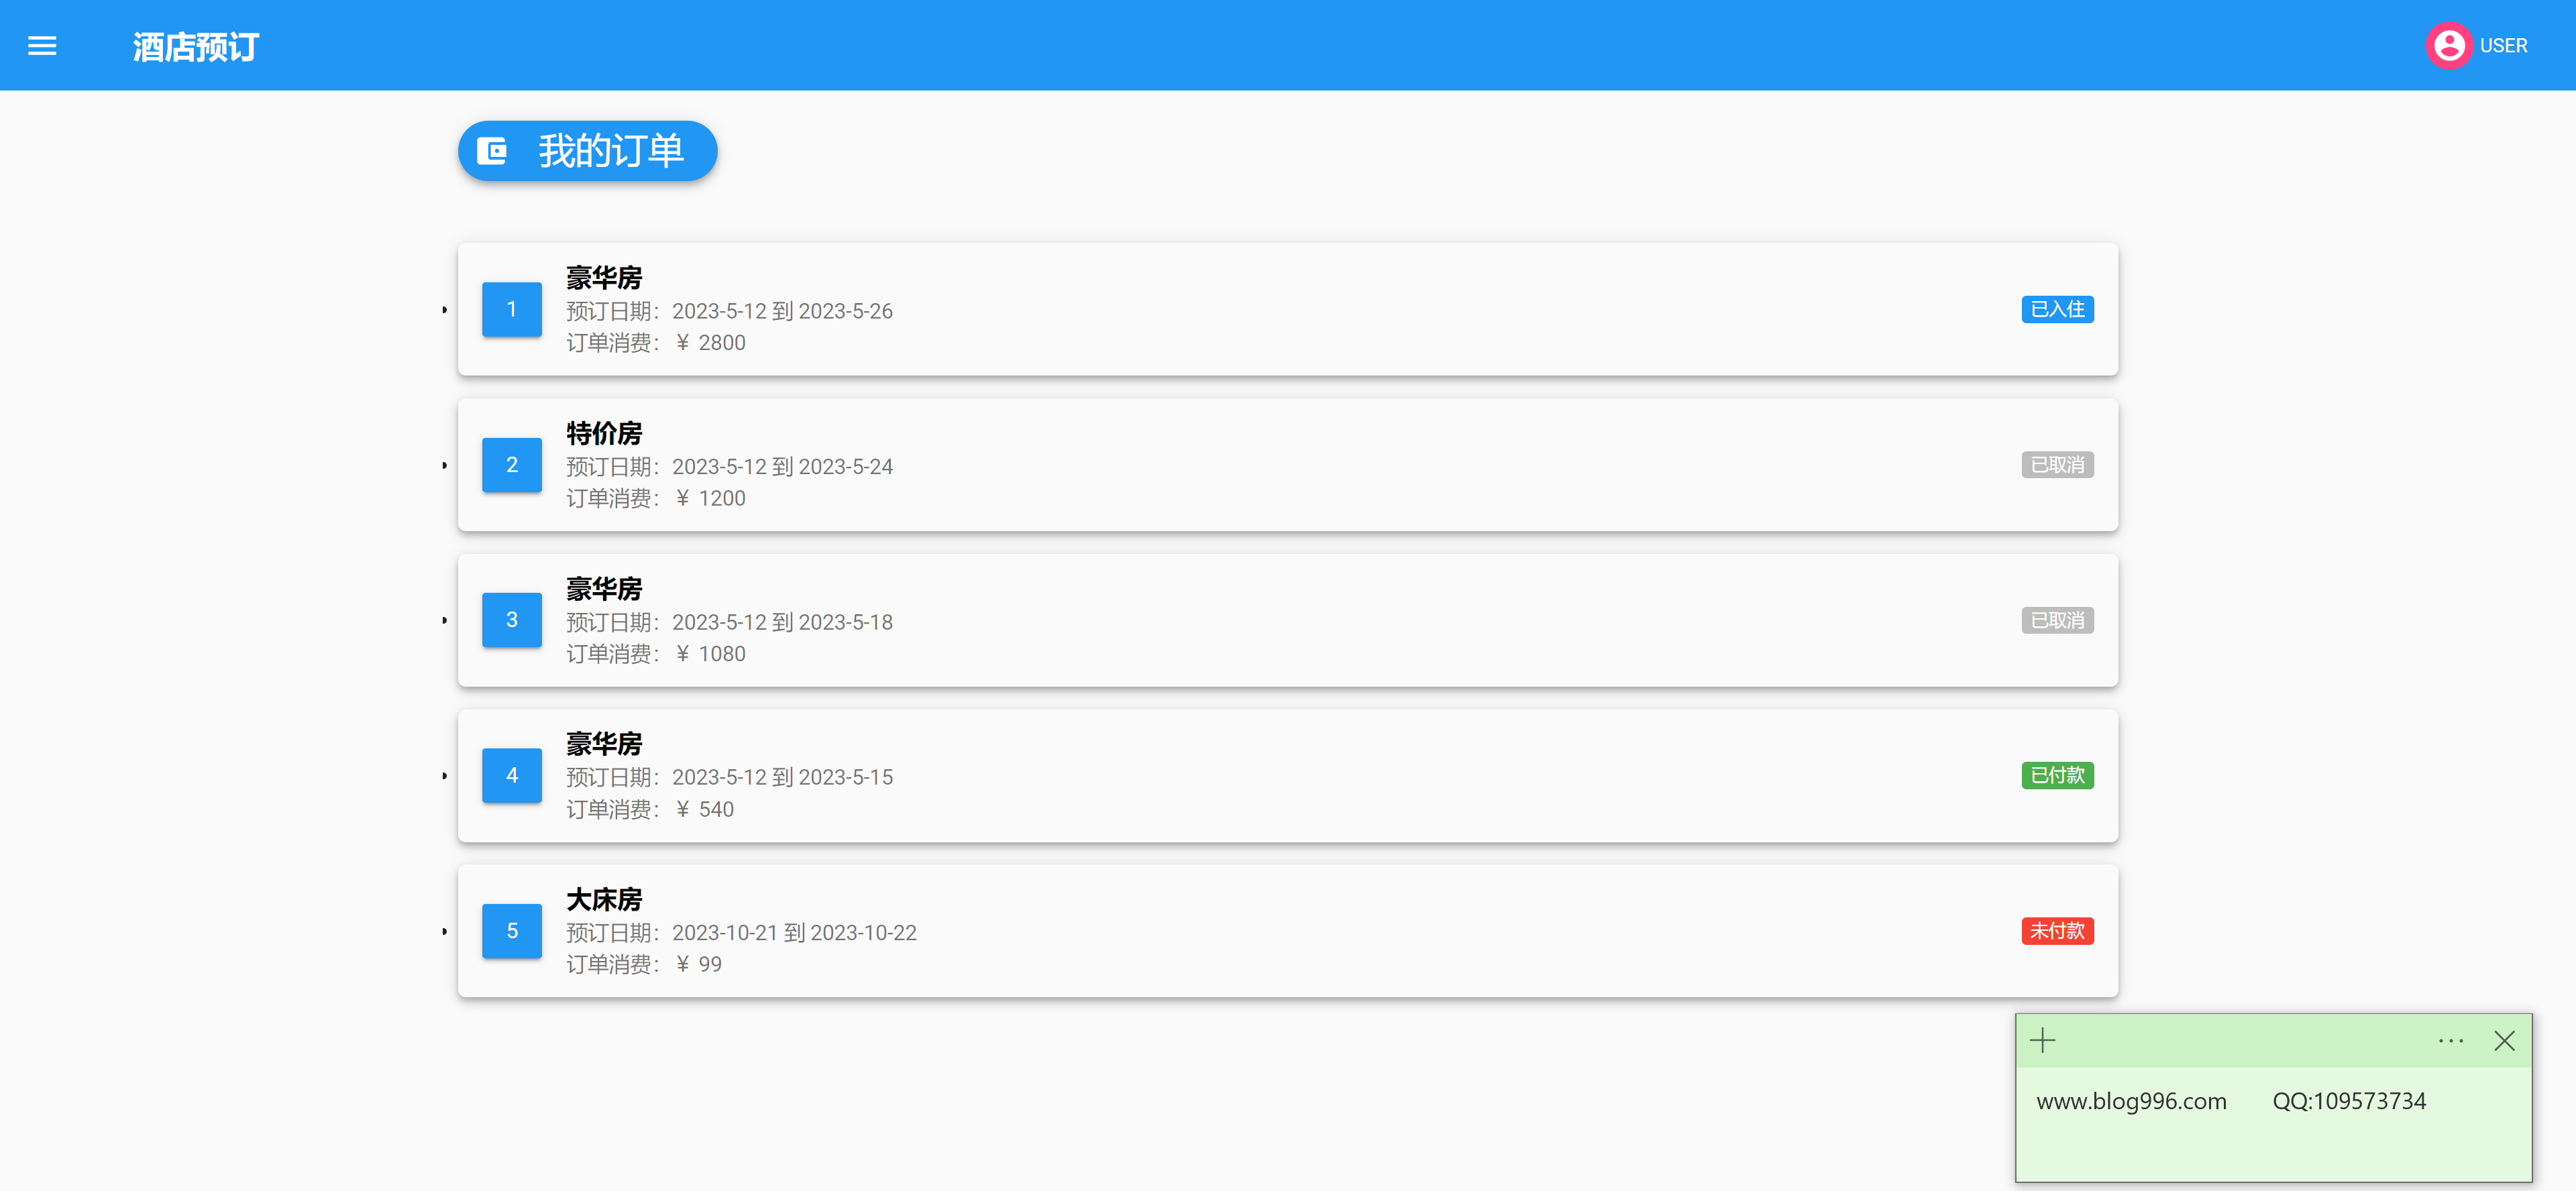 酒店预订
USER
我的订单
1
豪华房
预订日期：2023-5-12 到 2023-5-26
订单消费：￥ 2800
已入住
2
特价房
预订日期：2023-5-12 到 2023-5-24
订单消费：￥ 1200
已取消
3
豪华房
预订日期：2023-5-12 到 2023-5-18
订单消费：￥ 1080
已取消
4
豪华房
预订日期：2023-5-12 到 2023-5-15
订单消费：￥ 540
已付款
5
大床房
预订日期：2023-10-21 到 2023-10-22
订单消费：￥ 99
未付款
www.blog996.com QQ:109573734